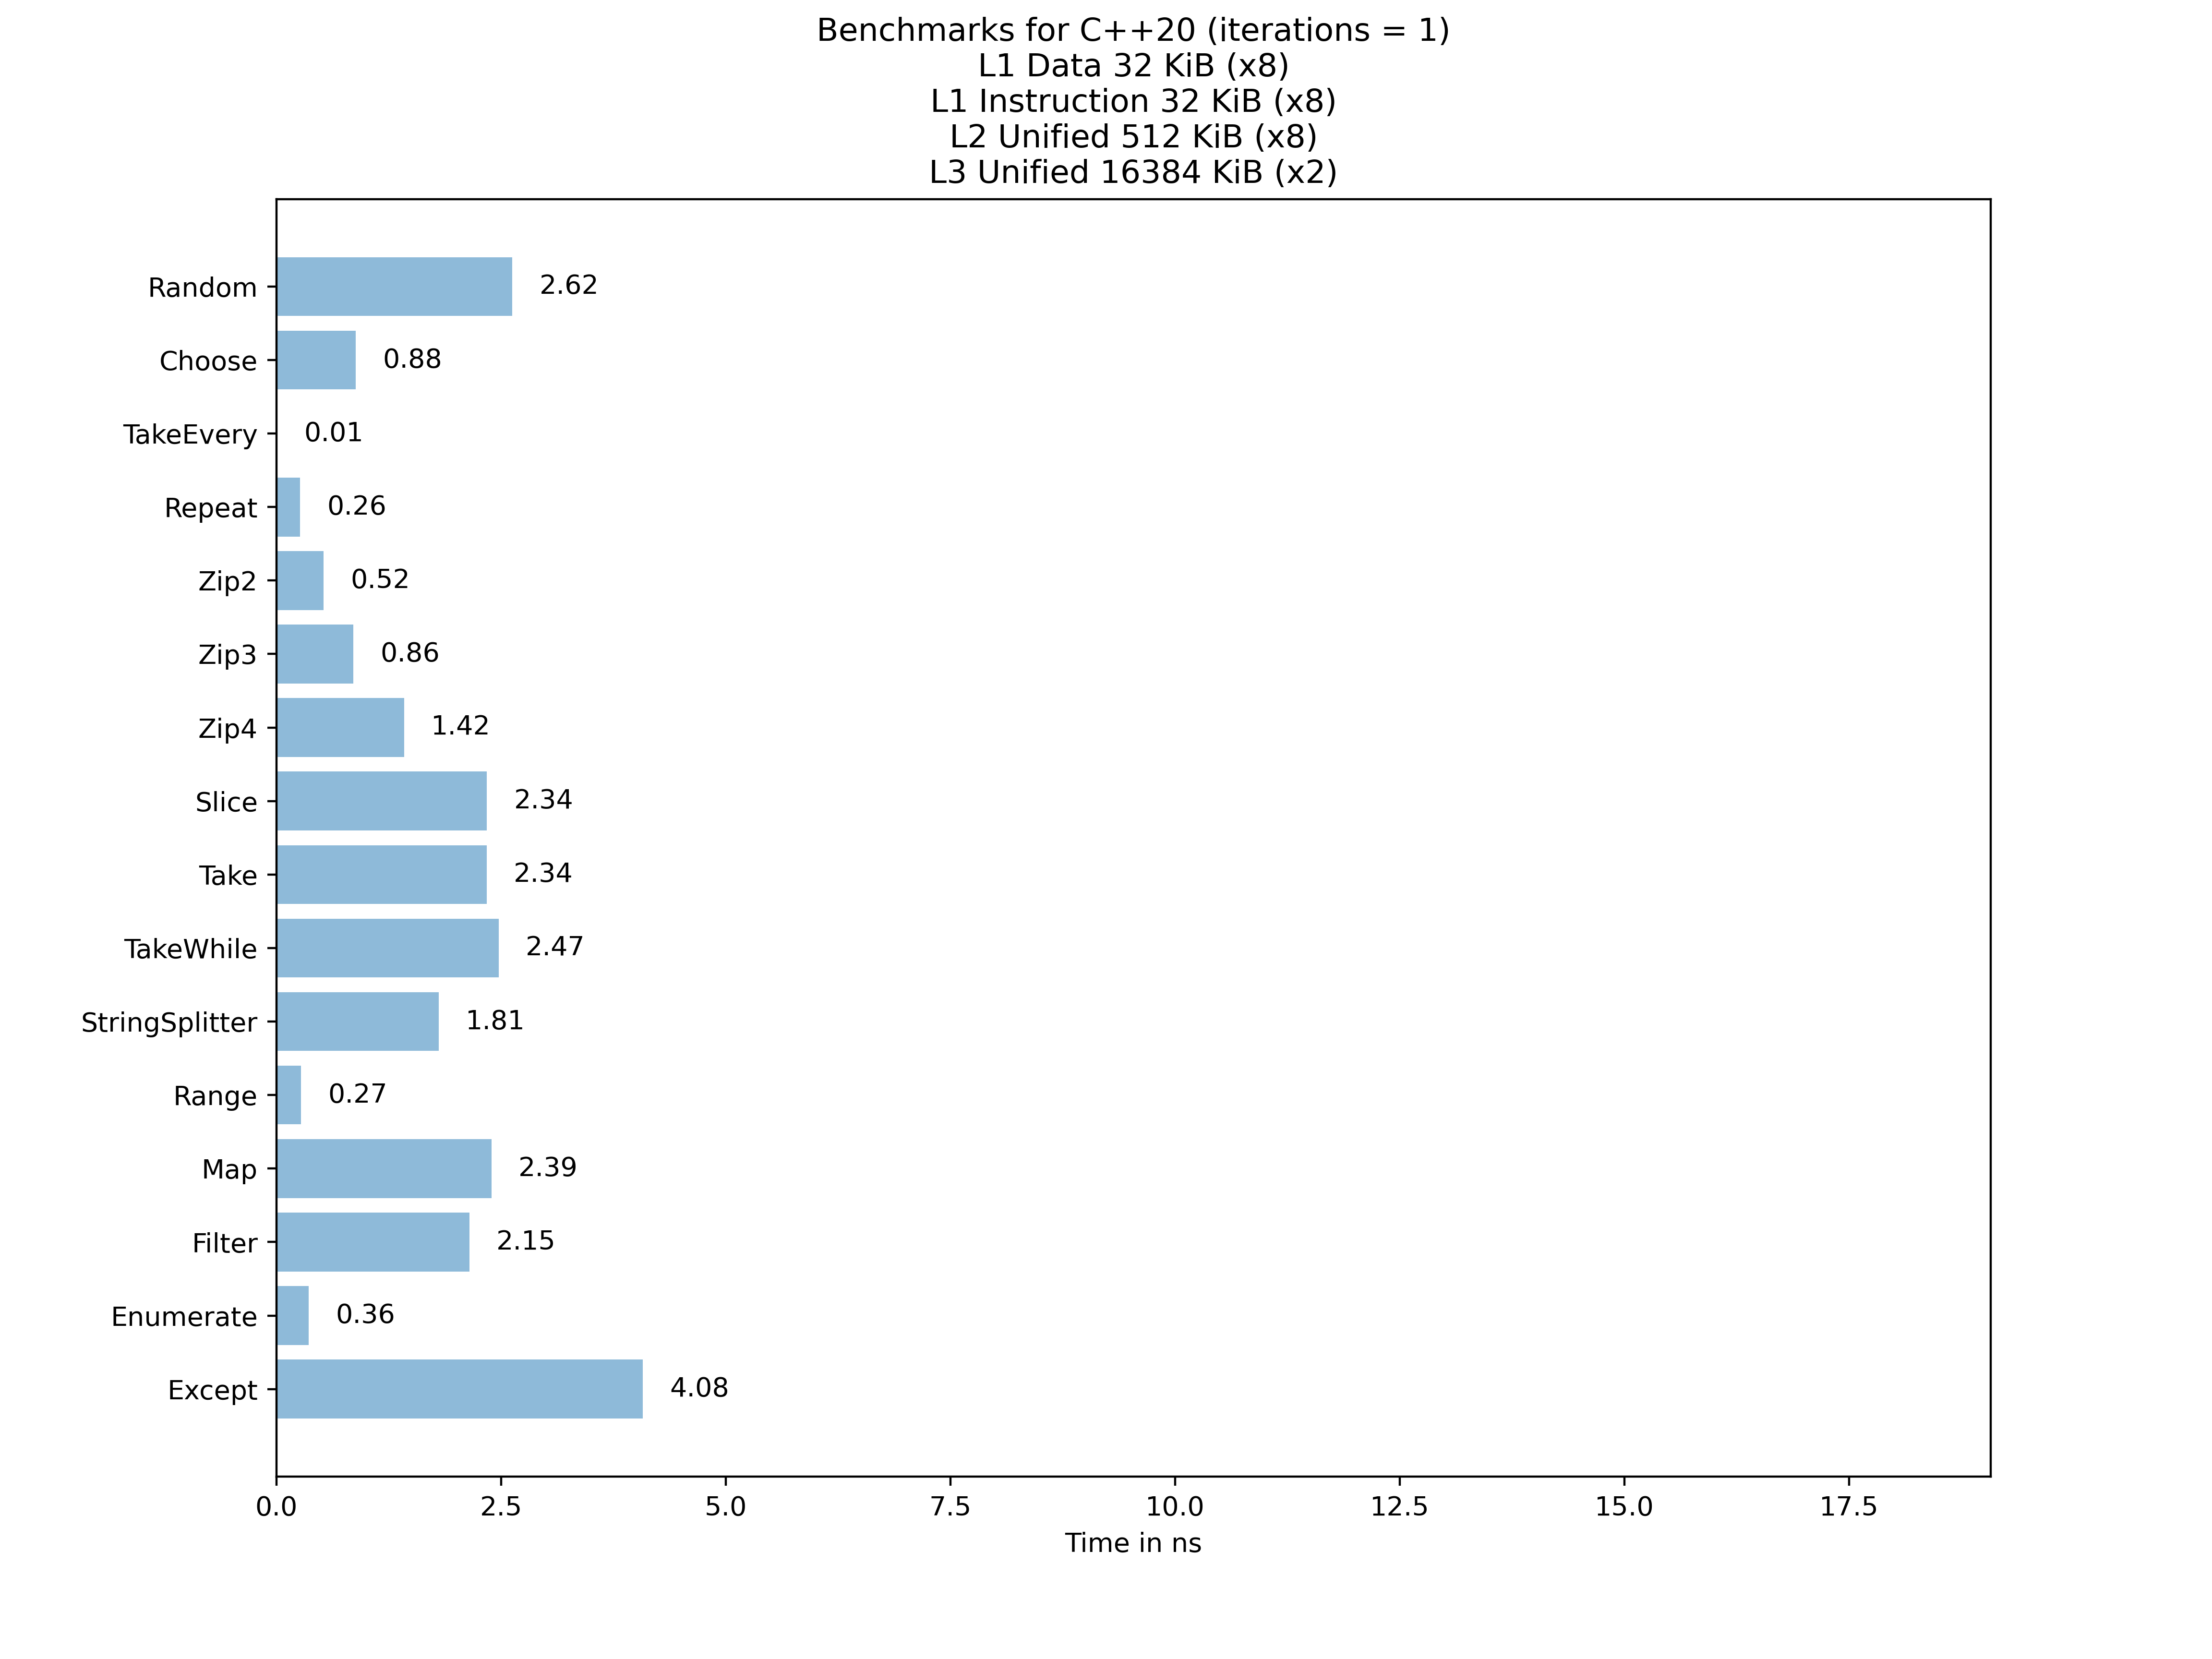 Benchmarks for C++20 (iterations = 1)
L1 Data 32 KiB (x8)
L1 Instruction 32 KiB (x8)
L2 Unified 512 KiB (x8)
L3 Unified 16384 KiB (x2)
Random 2.62
Choose 0.88
TakeEvery 0.01
Repeat 0.26
Zip2 0.52
Zip3 0.86
Zip4 1.42
Slice 2.34
Take 2.34
TakeWhile 2.47
StringSplitter 1.81
Range 0.27
Map 2.39
Filter 2.15
Enumerate 0.36
Except 4.08
0.0 2.5 5.0 7.5 10.0 12.5 15.0 17.5
Time in ns